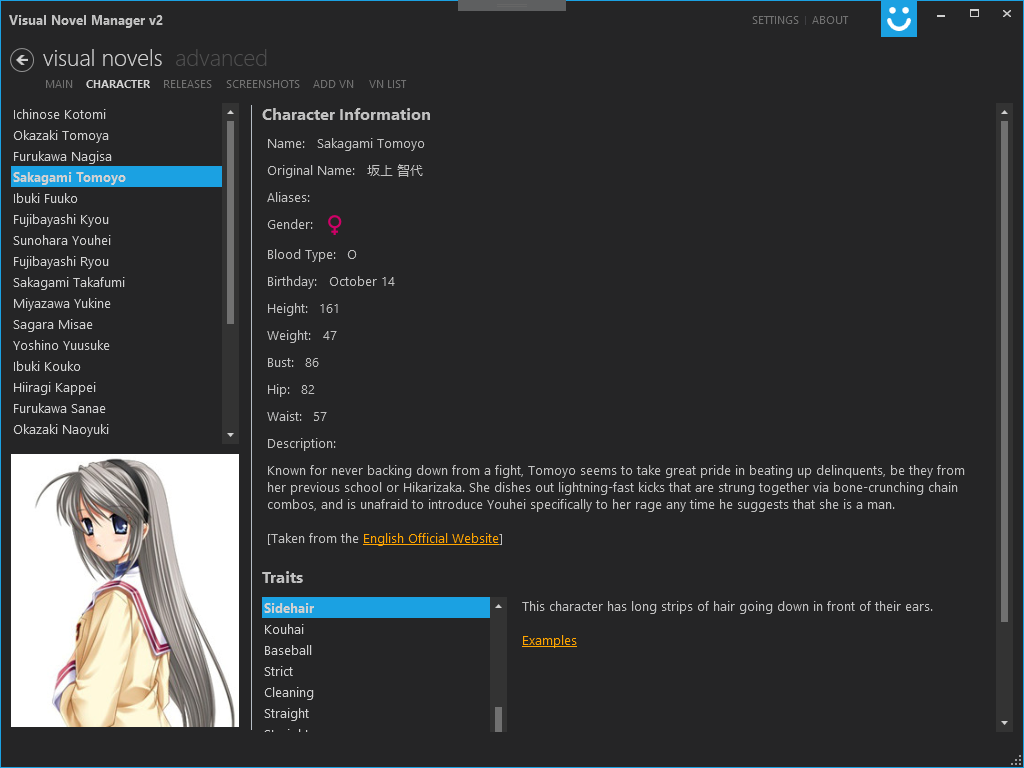 Visual Novel Manager v2
SETTINGS | ABOUT
visual novels advanced
MAIN CHARACTER RELEASES SCREENSHOTS ADD VN VN LIST
Ichinose Kotomi
Okazaki Tomoya
Furukawa Nagisa
Sakagami Tomoyo
Ibuki Fuuko
Fujibayashi Kyou
Sunohara Youhei
Fujibayashi Ryou
Sakagami Takafumi
Miyazawa Yukine
Sagara Misae
Yoshino Yuusuke
Ibuki Kouko
Hiiragi Kappei
Furukawa Sanae
Okazaki Naoyuki
Character Information
Name: Sakagami Tomoyo
Original Name: 坂上 智代
Aliases:
Gender:
Blood Type: O
Birthday: October 14
Height: 161
Weight: 47
Bust: 86
Hip: 82
Waist: 57
Description:
Known for never backing down from a fight, Tomoyo seems to take great pride in beating up delinquents, be they from
her previous school or Hikarizaka. She dishes out lightning-fast kicks that are strung together via bone-crunching chain
combos, and is unafraid to introduce Youhei specifically to her rage any time he suggests that she is a man.
[Taken from the English Official Website]
Traits
Sidehair
Kouhai
Baseball
Strict
Cleaning
Straight
This character has long strips of hair going down in front of their ears.
Examples